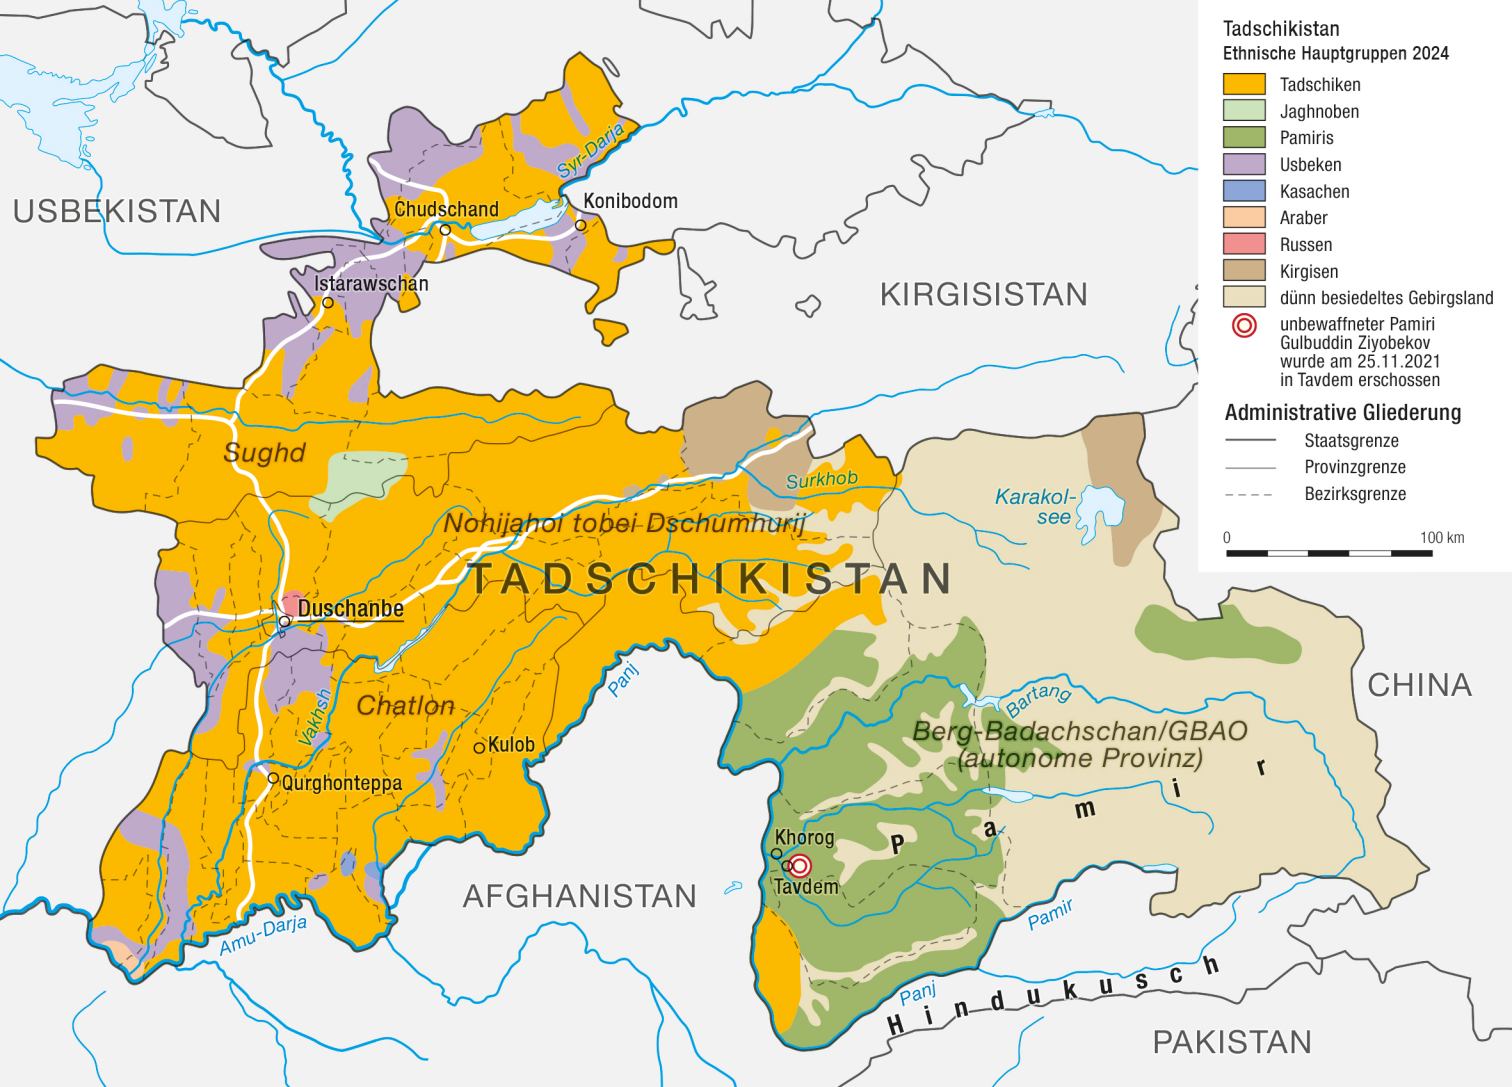 Tadschikistan
Ethnische Hauptgruppen 2024
Tadschiken
Jaghnoben
Pamiris
Usbeken
Kasachen
Araber
Russen
Kirgisen
dünn besiedeltes Gebirgsland
unbewaffneter Pamiri
Gulbuddin Ziyobekov
wurde am 25.11.2021
in Tavdem erschossen
Administrative Gliederung
Staatsgrenze
Provinzgrenze
Bezirksgrenze
0 100 km
Syr-Darja
USBEKISTAN
Chudschand
Konibodom
Istarawschan
KIRGISISTAN
Sughd
Surkhob
Karakol-
see
Nohijahoi tobei Dschumhurij
TADSCHIKISTAN
Duschanbe
Panj
CHINA
Vakhsh
Chatlon
Bartang
Berg-Badachschan/GBAO
(autonome Provinz)
Kulob
Qurghonteppa
Pamir
Khorog
Tavdem
AFGHANISTAN
Amu-Darja
Pamir
Panj
Hindukusch
PAKISTAN